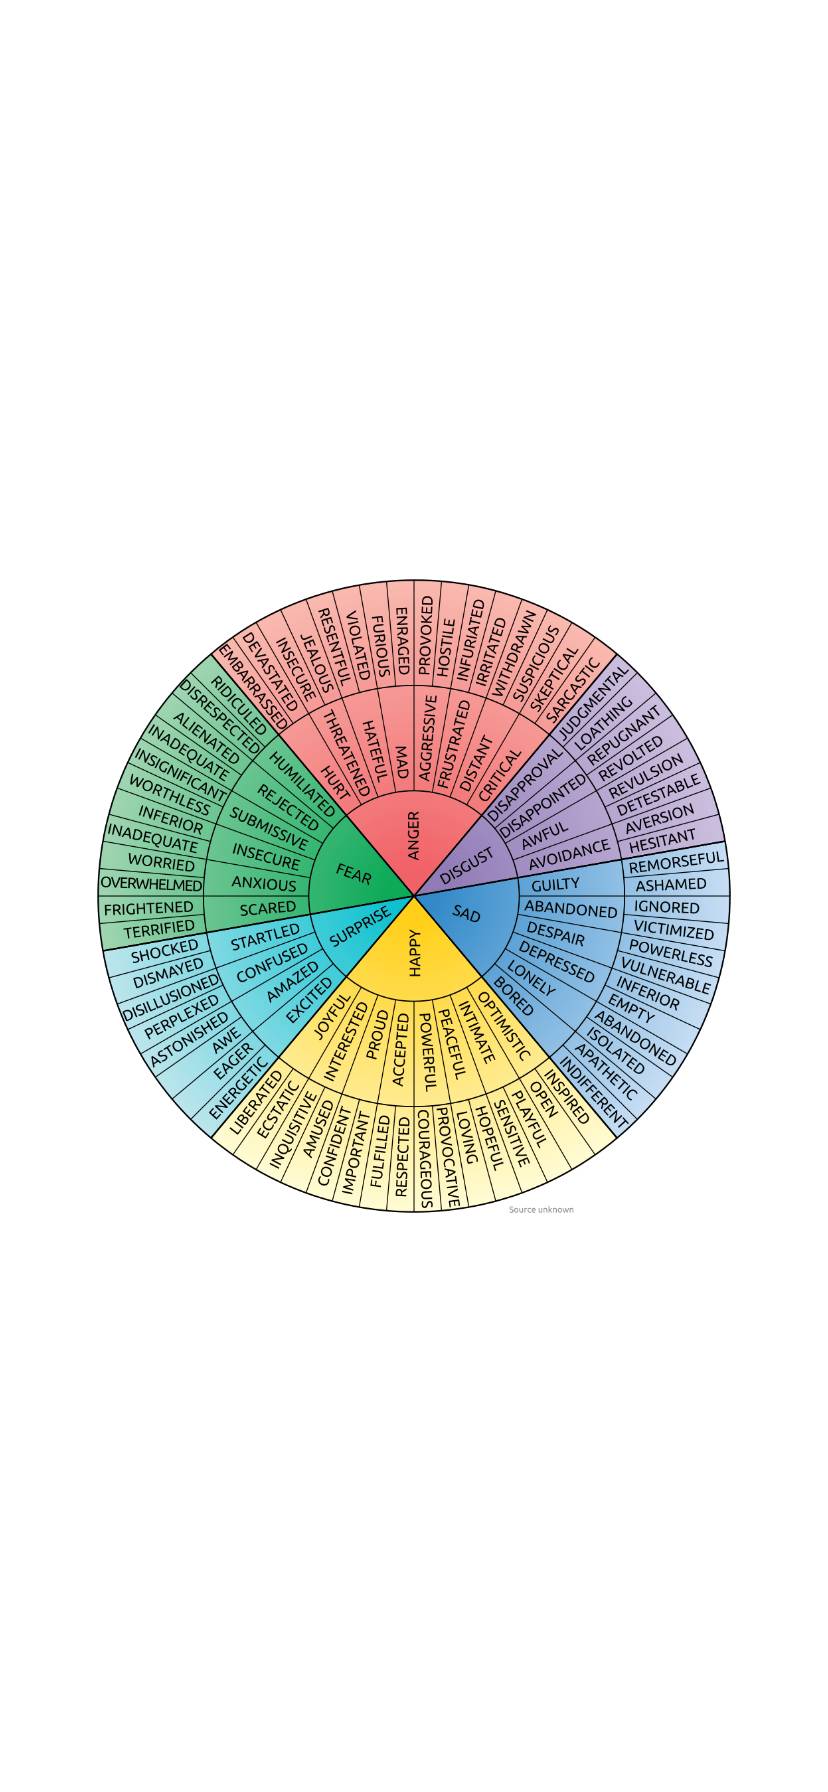 ANGER
HURT
THREATENED
HATEFUL
MAD
AGGRESSIVE
FRUSTRATED
DISTANT
CRITICAL
EMBARRASSED
DEVASTATED
INSECURE
JEALOUS
RESENTFUL
VIOLATED
FURIOUS
ENRAGED
PROVOKED
HOSTILE
INFURIATED
IRRITATED
WITHDRAWN
SUSPICIOUS
SKEPTICAL
SARCASTIC
DISGUST
DISAPPROVAL
DISAPPOINTED
AWFUL
AVOIDANCE
JUDGMENTAL
LOATHING
REPUGNANT
REVOLTED
REVULSION
DETESTABLE
AVERSION
HESITANT
SAD
GUILTY
ABANDONED
DESPAIR
DEPRESSED
LONELY
BORED
REMORSEFUL
ASHAMED
IGNORED
VICTIMIZED
POWERLESS
VULNERABLE
INFERIOR
EMPTY
ABANDONED
ISOLATED
APATHETIC
INDIFFERENT
HAPPY
OPTIMISTIC
INTIMATE
PEACEFUL
POWERFUL
ACCEPTED
PROUD
INTERESTED
JOYFUL
INSPIRED
OPEN
PLAYFUL
SENSITIVE
HOPEFUL
LOVING
PROVOCATIVE
COURAGEOUS
RESPECTED
FULFILLED
IMPORTANT
CONFIDENT
AMUSED
INQUISITIVE
ECSTATIC
LIBERATED
SURPRISE
EXCITED
AMAZED
CONFUSED
STARTLED
ENERGETIC
EAGER
AWE
ASTONISHED
PERPLEXED
DISILLUSIONED
DISMAYED
SHOCKED
FEAR
SCARED
ANXIOUS
INSECURE
SUBMISSIVE
REJECTED
HUMILIATED
TERRIFIED
FRIGHTENED
OVERWHELMED
WORRIED
INADEQUATE
INFERIOR
WORTHLESS
INSIGNIFICANT
INADEQUATE
ALIENATED
DISRESPECTED
RIDICULED
Source unknown